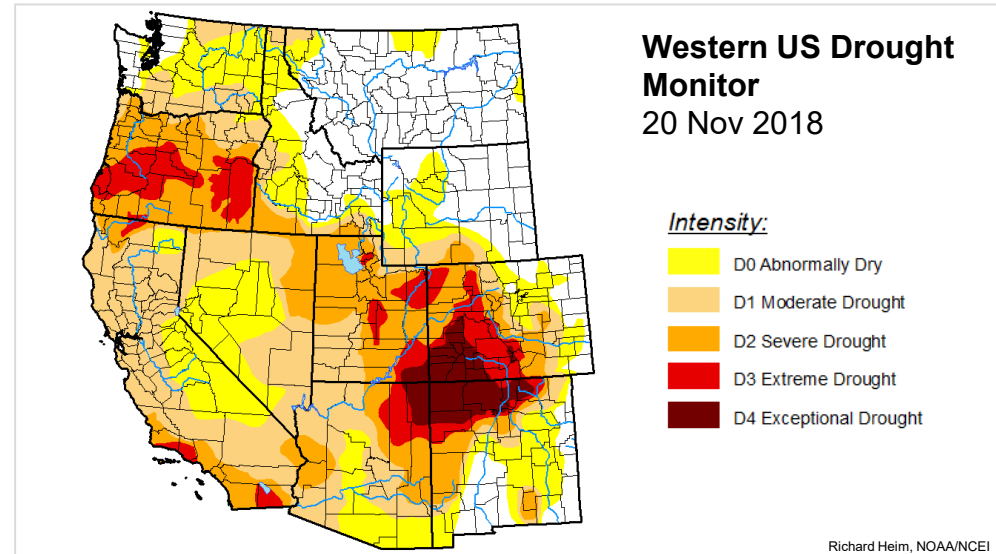 Western US Drought
Monitor
20 Nov 2018
Intensity:
D0 Abnormally Dry
D1 Moderate Drought
D2 Severe Drought
D3 Extreme Drought
D4 Exceptional Drought
Richard Heim, NOAA/NCEI